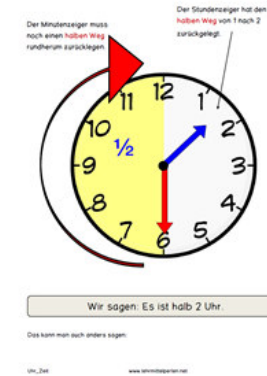 Der Minutenzeiger muss
noch einen halben Weg
rundherum zurücklegen.
Der Stundenzeiger hat den
halben Weg von 1 nach 2
zurückgelegt.
12
11
1
10
2
½
9
3
8
4
7
5
6
Wir sagen: Es ist halb 2 Uhr.
Das kann man auch anders sagen:
Uhr_Zeit
www.lehrmittelperlen.net